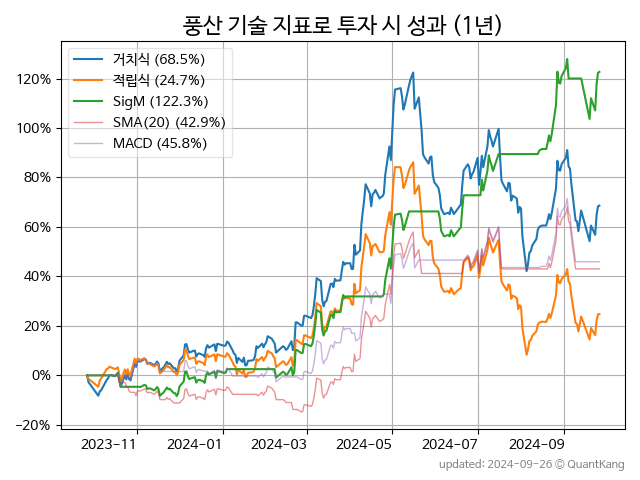 풍산 기술 지표로 투자 시 성과 (1년)
거치식 (68.5%)
적립식 (24.7%)
SigM (122.3%)
SMA(20) (42.9%)
MACD (45.8%)
120%
100%
80%
60%
40%
20%
0%
−20%
2023-11
2024-01
2024-03
2024-05
2024-07
2024-09
updated: 2024-09-26 © QuantKang